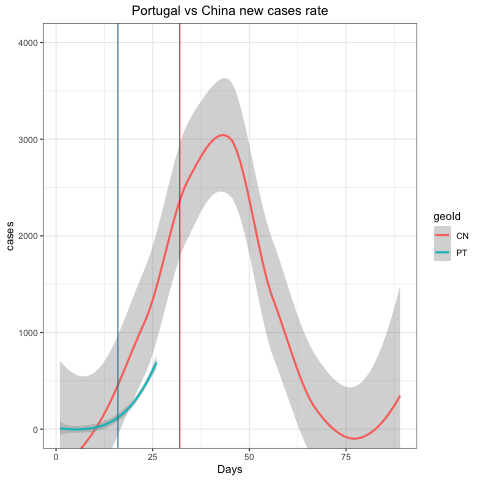 Portugal vs China new cases rate
4000
3000
2000
1000
0
cases
0 25 50 75
Days
geoId
CN
PT